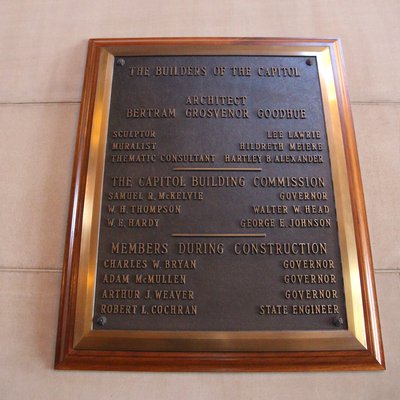 THE BUILDERS OF THE CAPITOL
ARCHITECT
BERTRAM GROSVENOR GOODHUE
SCULPTOR LEE LAWRIE
MURALIST HILDRETH MEIERE
THEMATIC CONSULTANT HARTLEY B. ALEXANDER
THE CAPITOL BUILDING COMMISSION
SAMUEL R. McKELVIE GOVERNOR
W. H. THOMPSON WALTER W. HEAD
W. E. HARDY GEORGE E. JOHNSON
MEMBERS DURING CONSTRUCTION
CHARLES W. BRYAN GOVERNOR
ADAM McMULLEN GOVERNOR
ARTHUR J. WEAVER GOVERNOR
ROBERT L. COCHRAN STATE ENGINEER